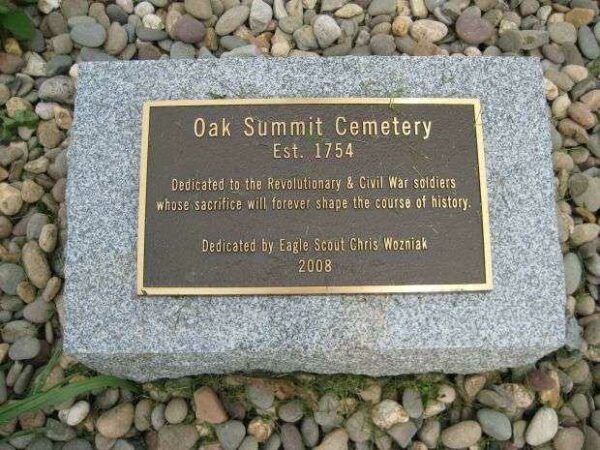 Oak Summit Cemetery
Est. 1754
Dedicated to the Revolutionary & Civil War soldiers
whose sacrifice will forever shape the course of history.
Dedicated by Eagle Scout Chris Wozniak
2008